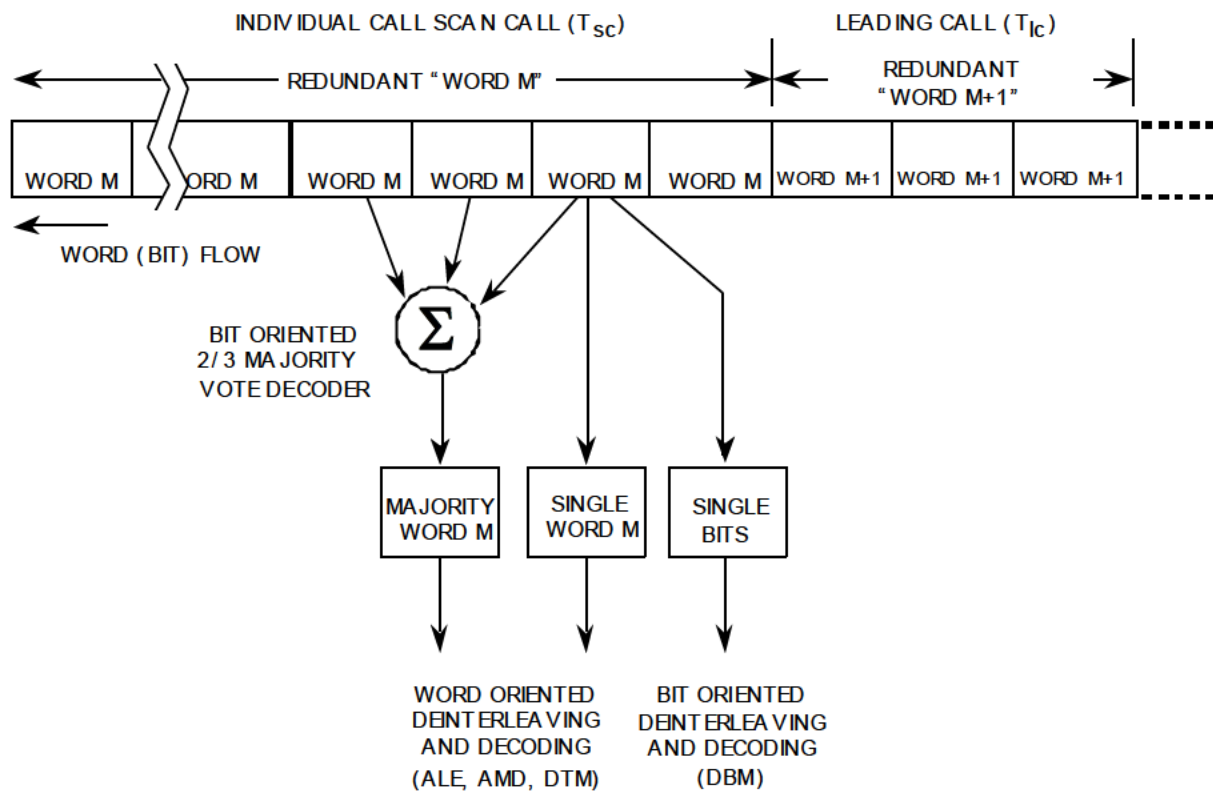 INDIVIDUAL CALL SCAN CALL (Tsc)
LEADING CALL (Tlc)
REDUNDANT "WORD M"
REDUNDANT
"WORD M+1"
WORD M
ORD M
WORD M
WORD M
WORD M
WORD M
WORD M+1
WORD M+1
WORD M+1
WORD (BIT) FLOW
Σ
BIT ORIENTED
2/3 MAJORITY
VOTE DECODER
MAJORITY
WORD M
SINGLE
WORD M
SINGLE
BITS
WORD ORIENTED
DEINTERLEAVING
AND DECODING
(ALE, AMD, DTM)
BIT ORIENTED
DEINTERLEAVING
AND DECODING
(DBM)